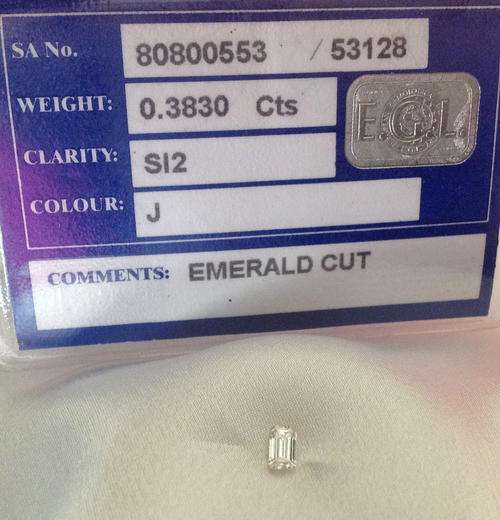 SA No. 80800553 / 53128
WEIGHT: 0.3830 Cts
E.G.L.
CLARITY: SI2
COLOUR: J
COMMENTS: EMERALD CUT